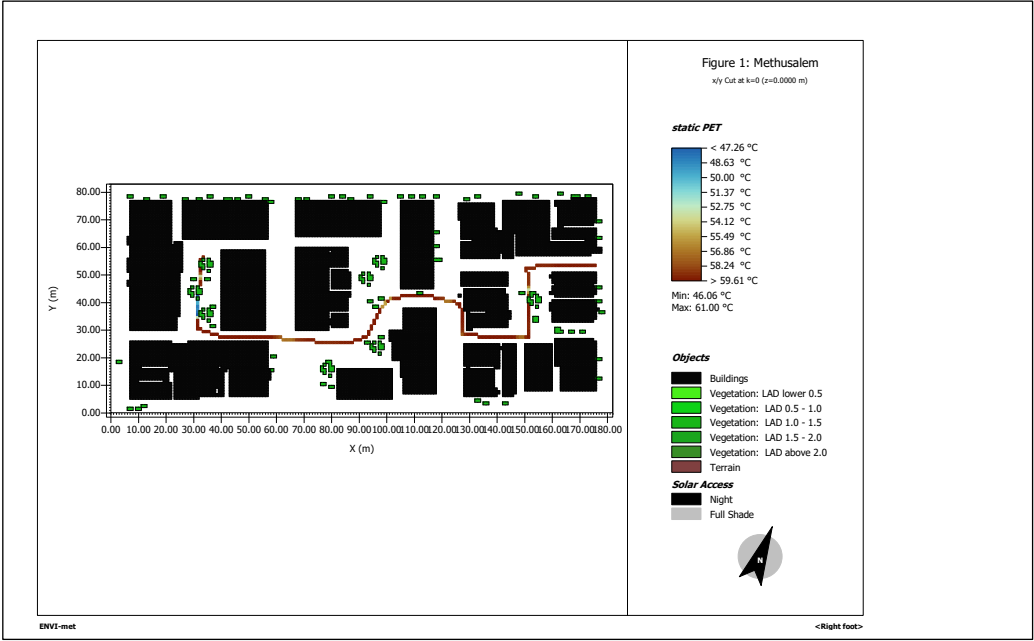 Figure 1: Methusalem
x/y Cut at k=0 (z=0.0000 m)
static PET
< 47.26 °C
48.63 °C
50.00 °C
51.37 °C
52.75 °C
54.12 °C
55.49 °C
56.86 °C
58.24 °C
> 59.61 °C
Min: 46.06 °C
Max: 61.00 °C
Objects
Buildings
Vegetation: LAD lower 0.5
Vegetation: LAD 0.5 - 1.0
Vegetation: LAD 1.0 - 1.5
Vegetation: LAD 1.5 - 2.0
Vegetation: LAD above 2.0
Terrain
Solar Access
Night
Full Shade
N
80.00
70.00
60.00
50.00
40.00
30.00
20.00
10.00
0.00
Y (m)
0.00 10.00 20.00 30.00 40.00 50.00 60.00 70.00 80.00 90.00 100.00 110.00 120.00 130.00 140.00 150.00 160.00 170.00 180.00
X (m)
ENVI-met
<Right foot>